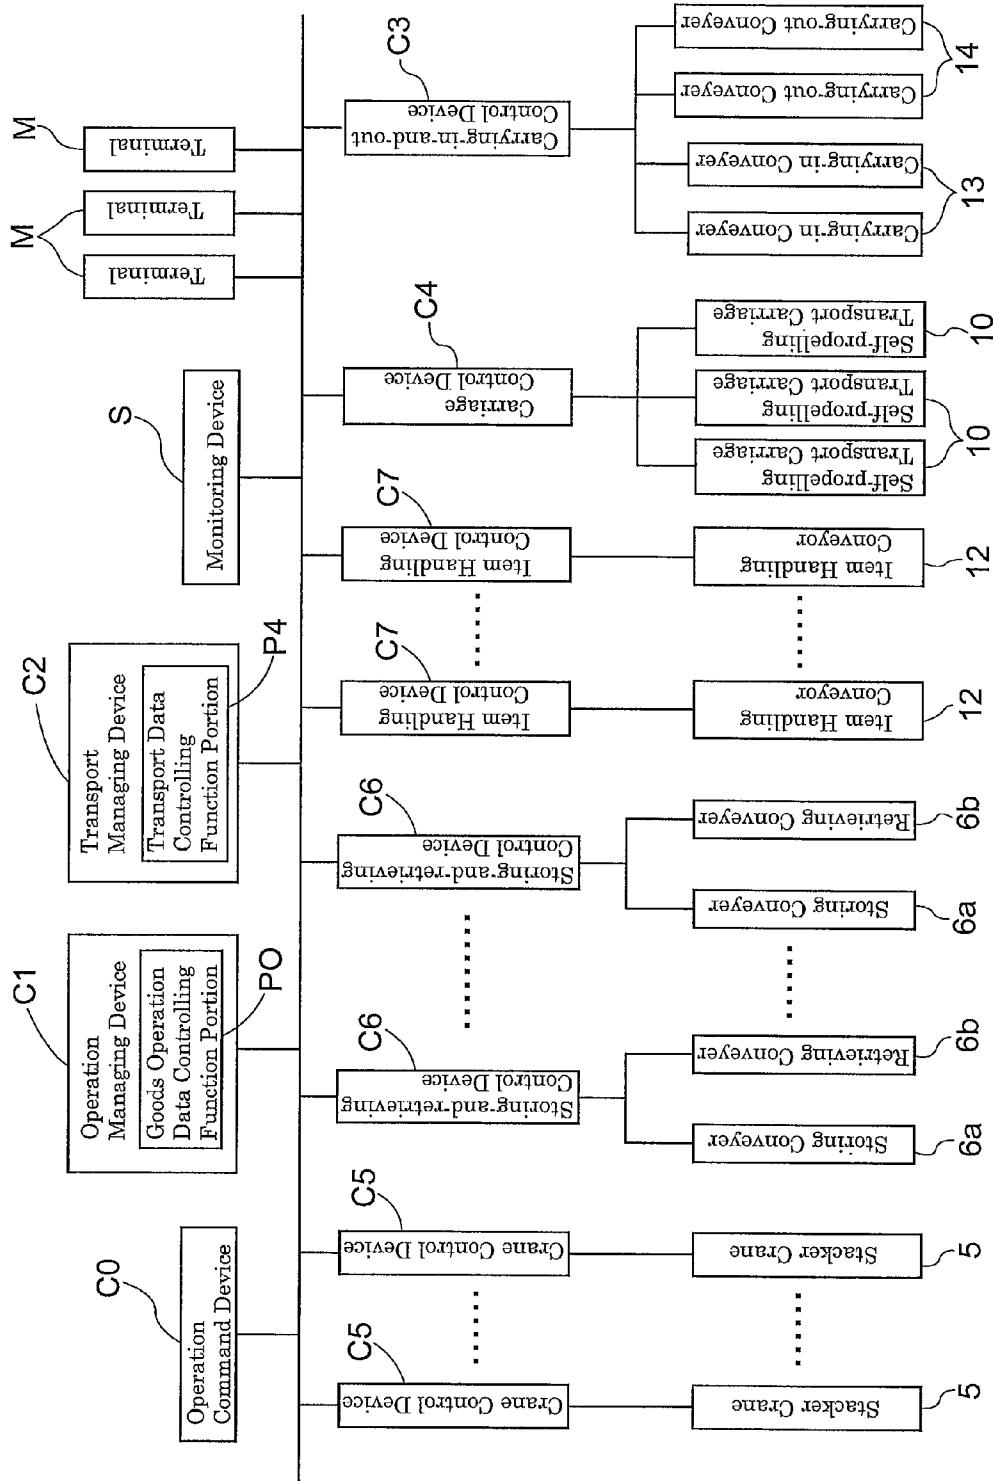 C0
Operation
Command Device
C1
Operation
Managing Device
Goods Operation
Data Controlling
Function Portion
PO
C2
Transport
Managing Device
Transport Data
Controlling
Function Portion
P4
S
Monitoring Device
M
Terminal
Terminal
M
Terminal
C5
Crane Control Device
C5
Crane Control Device
C6
Storing-and-retrieving
Control Device
C6
Storing-and-retrieving
Control Device
C7
Item Handling
Control Device
C7
Item Handling
Control Device
C4
Carriage
Control Device
C3
Carrying-in-and-out
Control Device
Stacker Crane
5
Stacker Crane
5
Storing Conveyer
6a
Retrieving Conveyer
6b
Storing Conveyer
6a
Retrieving Conveyer
6b
Item Handling
Conveyor
12
Item Handling
Conveyor
12
Self-propelling
Transport Carriage
Self-propelling
Transport Carriage
10
Self-propelling
Transport Carriage
10
Carrying-in Conveyer
Carrying-in Conveyer
13
Carrying-out Conveyer
Carrying-out Conveyer
14